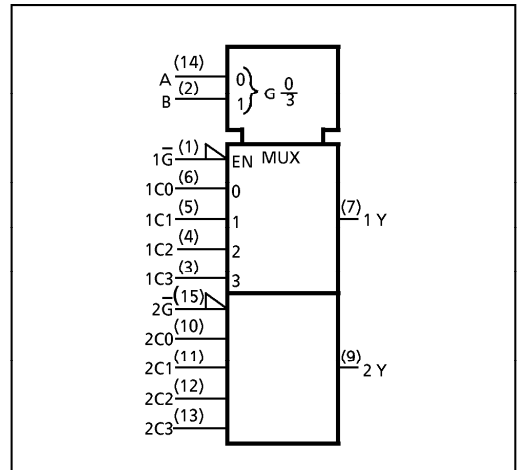 A (14) 0 } G 0/3
B (2) 1
1G̅ (1) EN MUX
1C0 (6) 0
1C1 (5) 1 (7) 1 Y
1C2 (4) 2
1C3 (3) 3
2G̅ (15)
2C0 (10)
2C1 (11) (9) 2 Y
2C2 (12)
2C3 (13)